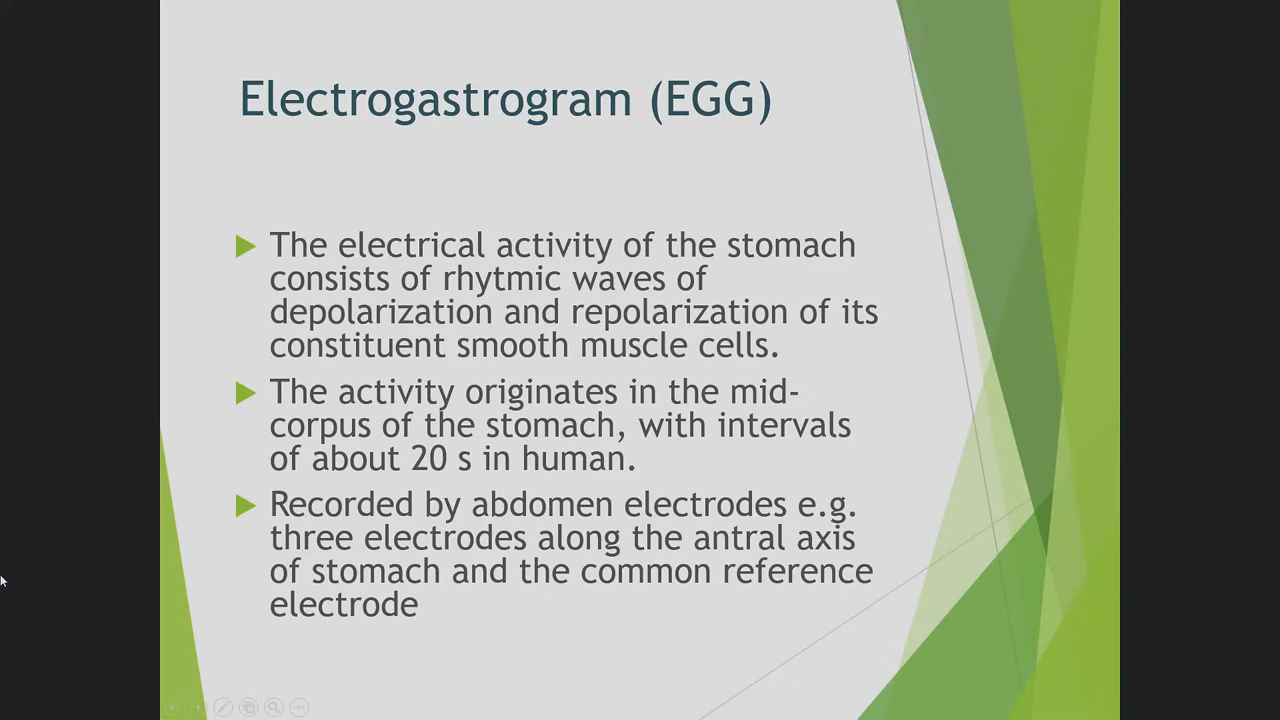 Electrogastrogram (EGG)
The electrical activity of the stomach
consists of rhytmic waves of
depolarization and repolarization of its
constituent smooth muscle cells.
The activity originates in the mid-
corpus of the stomach, with intervals
of about 20 s in human.
Recorded by abdomen electrodes e.g.
three electrodes along the antral axis
of stomach and the common reference
electrode